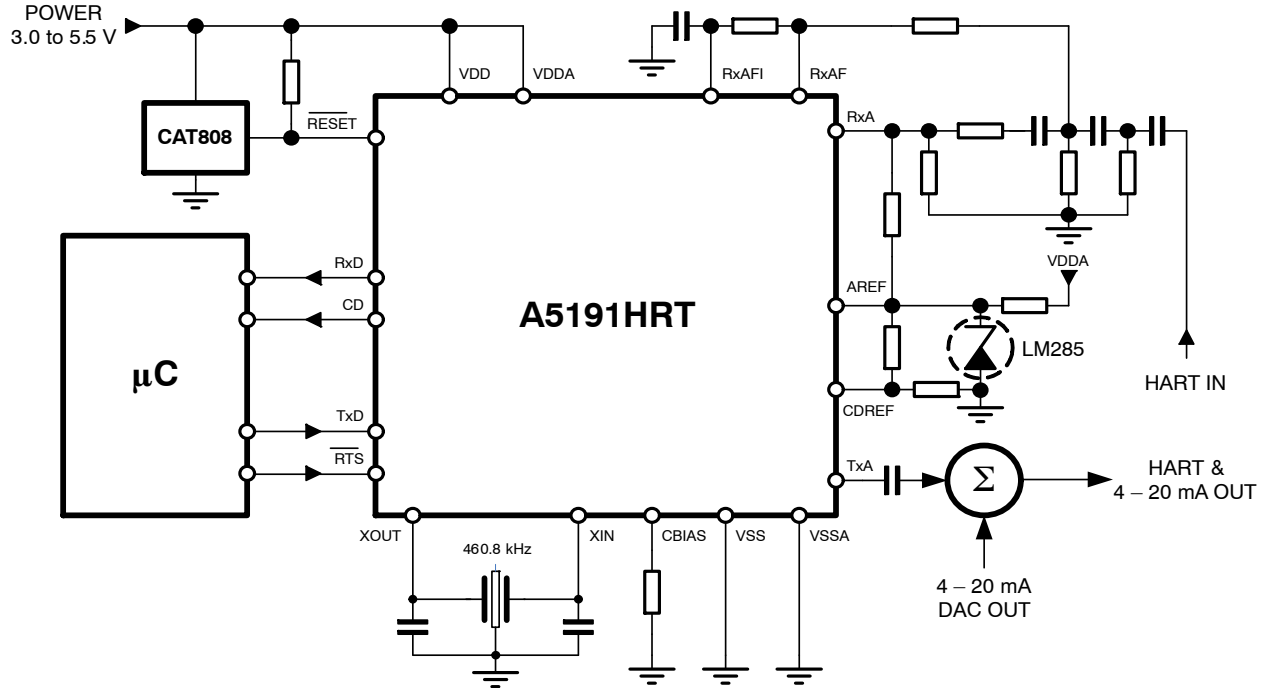 POWER
3.0 to 5.5 V
VDD
VDDA
RxAFI
RxAF
CAT808
RESET
RxA
VDDA
RxD
AREF
CD
A5191HRT
LM285
µC
HART IN
CDREF
TxD
RTS
TxA
Σ
HART &
4 – 20 mA OUT
XOUT
XIN
CBIAS
VSS
VSSA
460.8 kHz
4 – 20 mA
DAC OUT